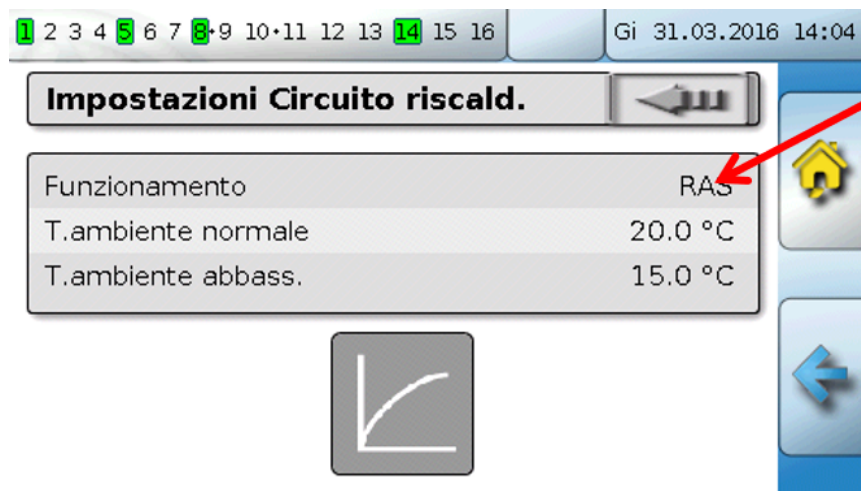 1 2 3 4 5 6 7 8·9 10·11 12 13 14 15 16 Gi 31.03.2016 14:04
Impostazioni Circuito riscald.
Funzionamento RAS
T.ambiente normale 20.0 °C
T.ambiente abbass. 15.0 °C